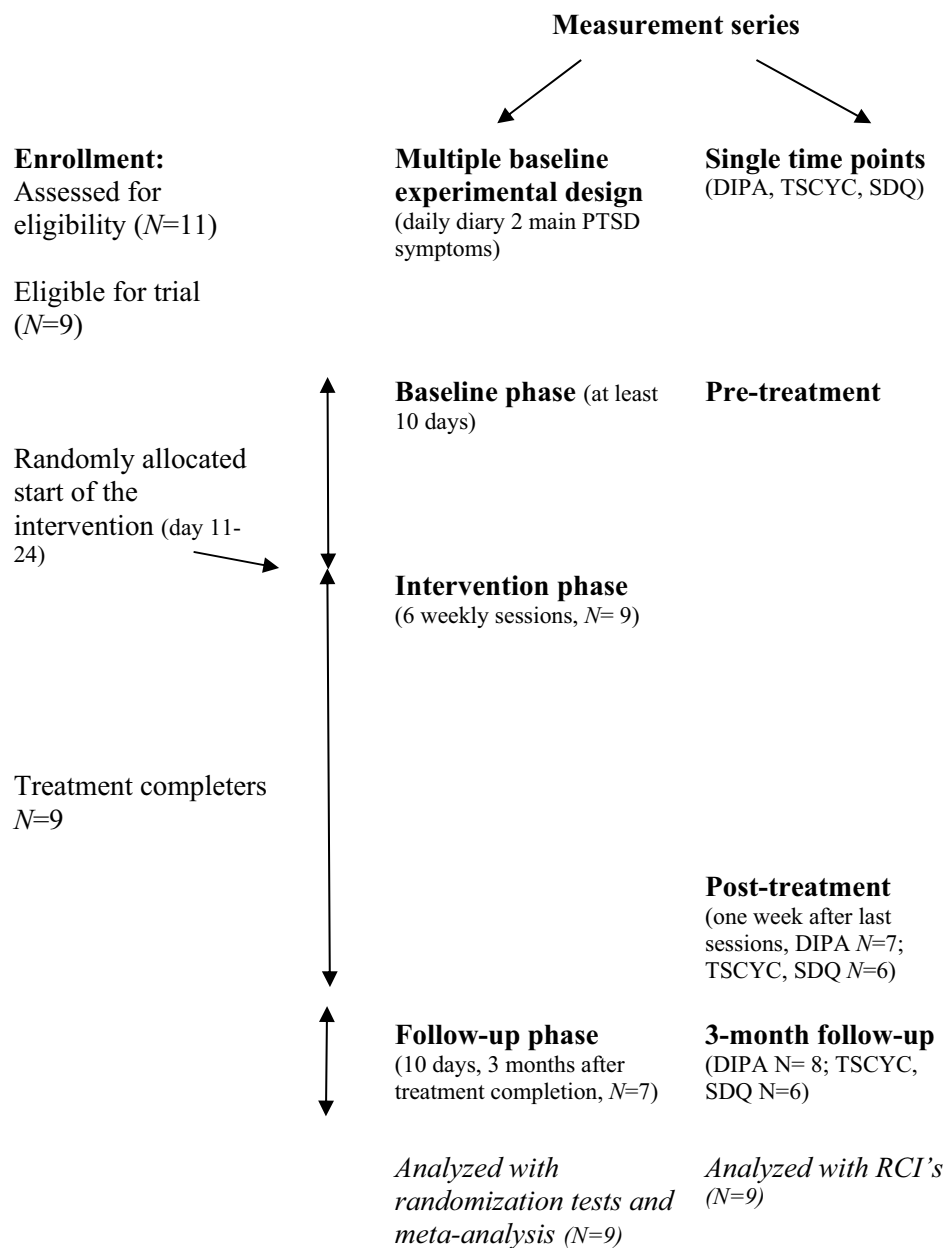 Measurement series
Enrollment:
Assessed for
eligibility (N=11)
Eligible for trial
(N=9)
Multiple baseline
experimental design
(daily diary 2 main PTSD
symptoms)
Single time points
(DIPA, TSCYC, SDQ)
Baseline phase (at least
10 days)
Pre-treatment
Randomly allocated
start of the
intervention (day 11-
24)
Intervention phase
(6 weekly sessions, N= 9)
Treatment completers
N=9
Post-treatment
(one week after last
sessions, DIPA N=7;
TSCYC, SDQ N=6)
Follow-up phase
(10 days, 3 months after
treatment completion, N=7)
3-month follow-up
(DIPA N= 8; TSCYC,
SDQ N=6)
Analyzed with
randomization tests and
meta-analysis (N=9)
Analyzed with RCI's
(N=9)